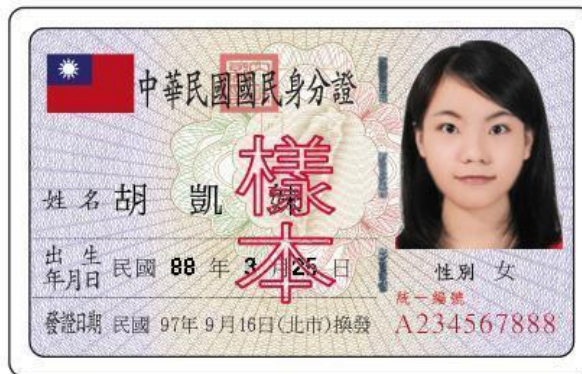 中華民國國民身分證
樣本
姓名 胡 凱
出生年月日 民國 88 年 3 月 25 日
性別 女
統一編號
發證日期 民國 97年 9月16日(北市)換發
A234567888